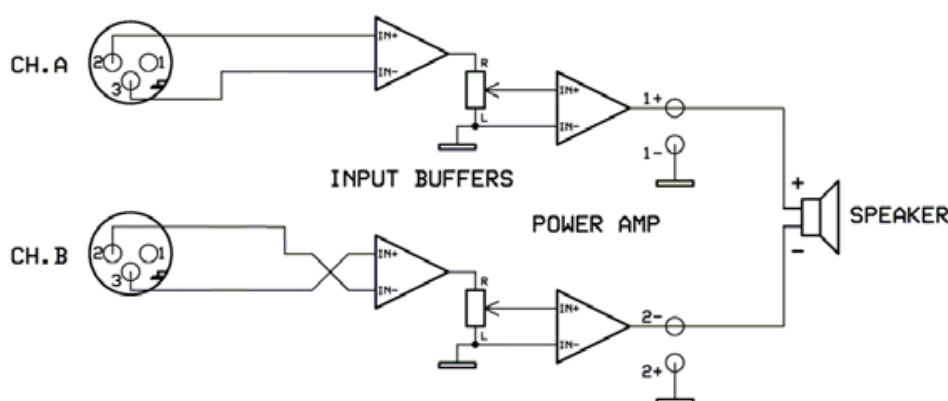 CH.A
2
1
3
IN+
IN-
R
L
IN+
IN-
1+
1-
INPUT BUFFERS
POWER AMP
+
SPEAKER
-
CH.B
2
1
3
IN+
IN-
R
L
IN+
IN-
2-
2+